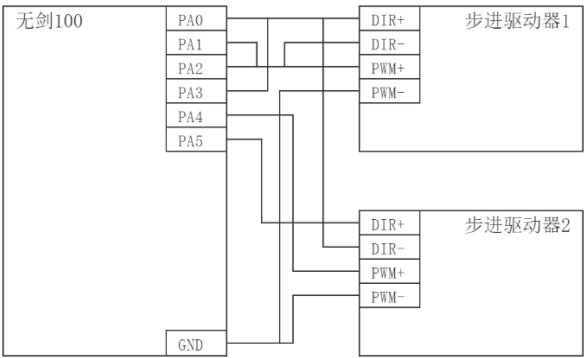 无剑100
PA0
PA1
PA2
PA3
PA4
PA5
GND
DIR+
DIR-
PWM+
PWM-
步进驱动器1
DIR+
DIR-
PWM+
PWM-
步进驱动器2